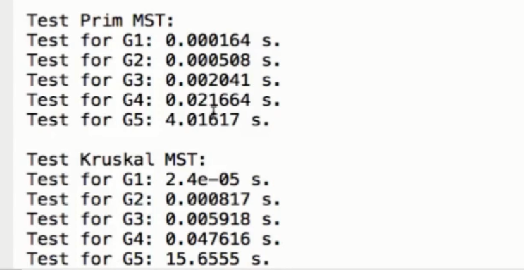 Test Prim MST:
Test for G1: 0.000164 s.
Test for G2: 0.000508 s.
Test for G3: 0.002041 s.
Test for G4: 0.021664 s.
Test for G5: 4.01617 s.
Test Kruskal MST:
Test for G1: 2.4e-05 s.
Test for G2: 0.000817 s.
Test for G3: 0.005918 s.
Test for G4: 0.047616 s.
Test for G5: 15.6555 s.